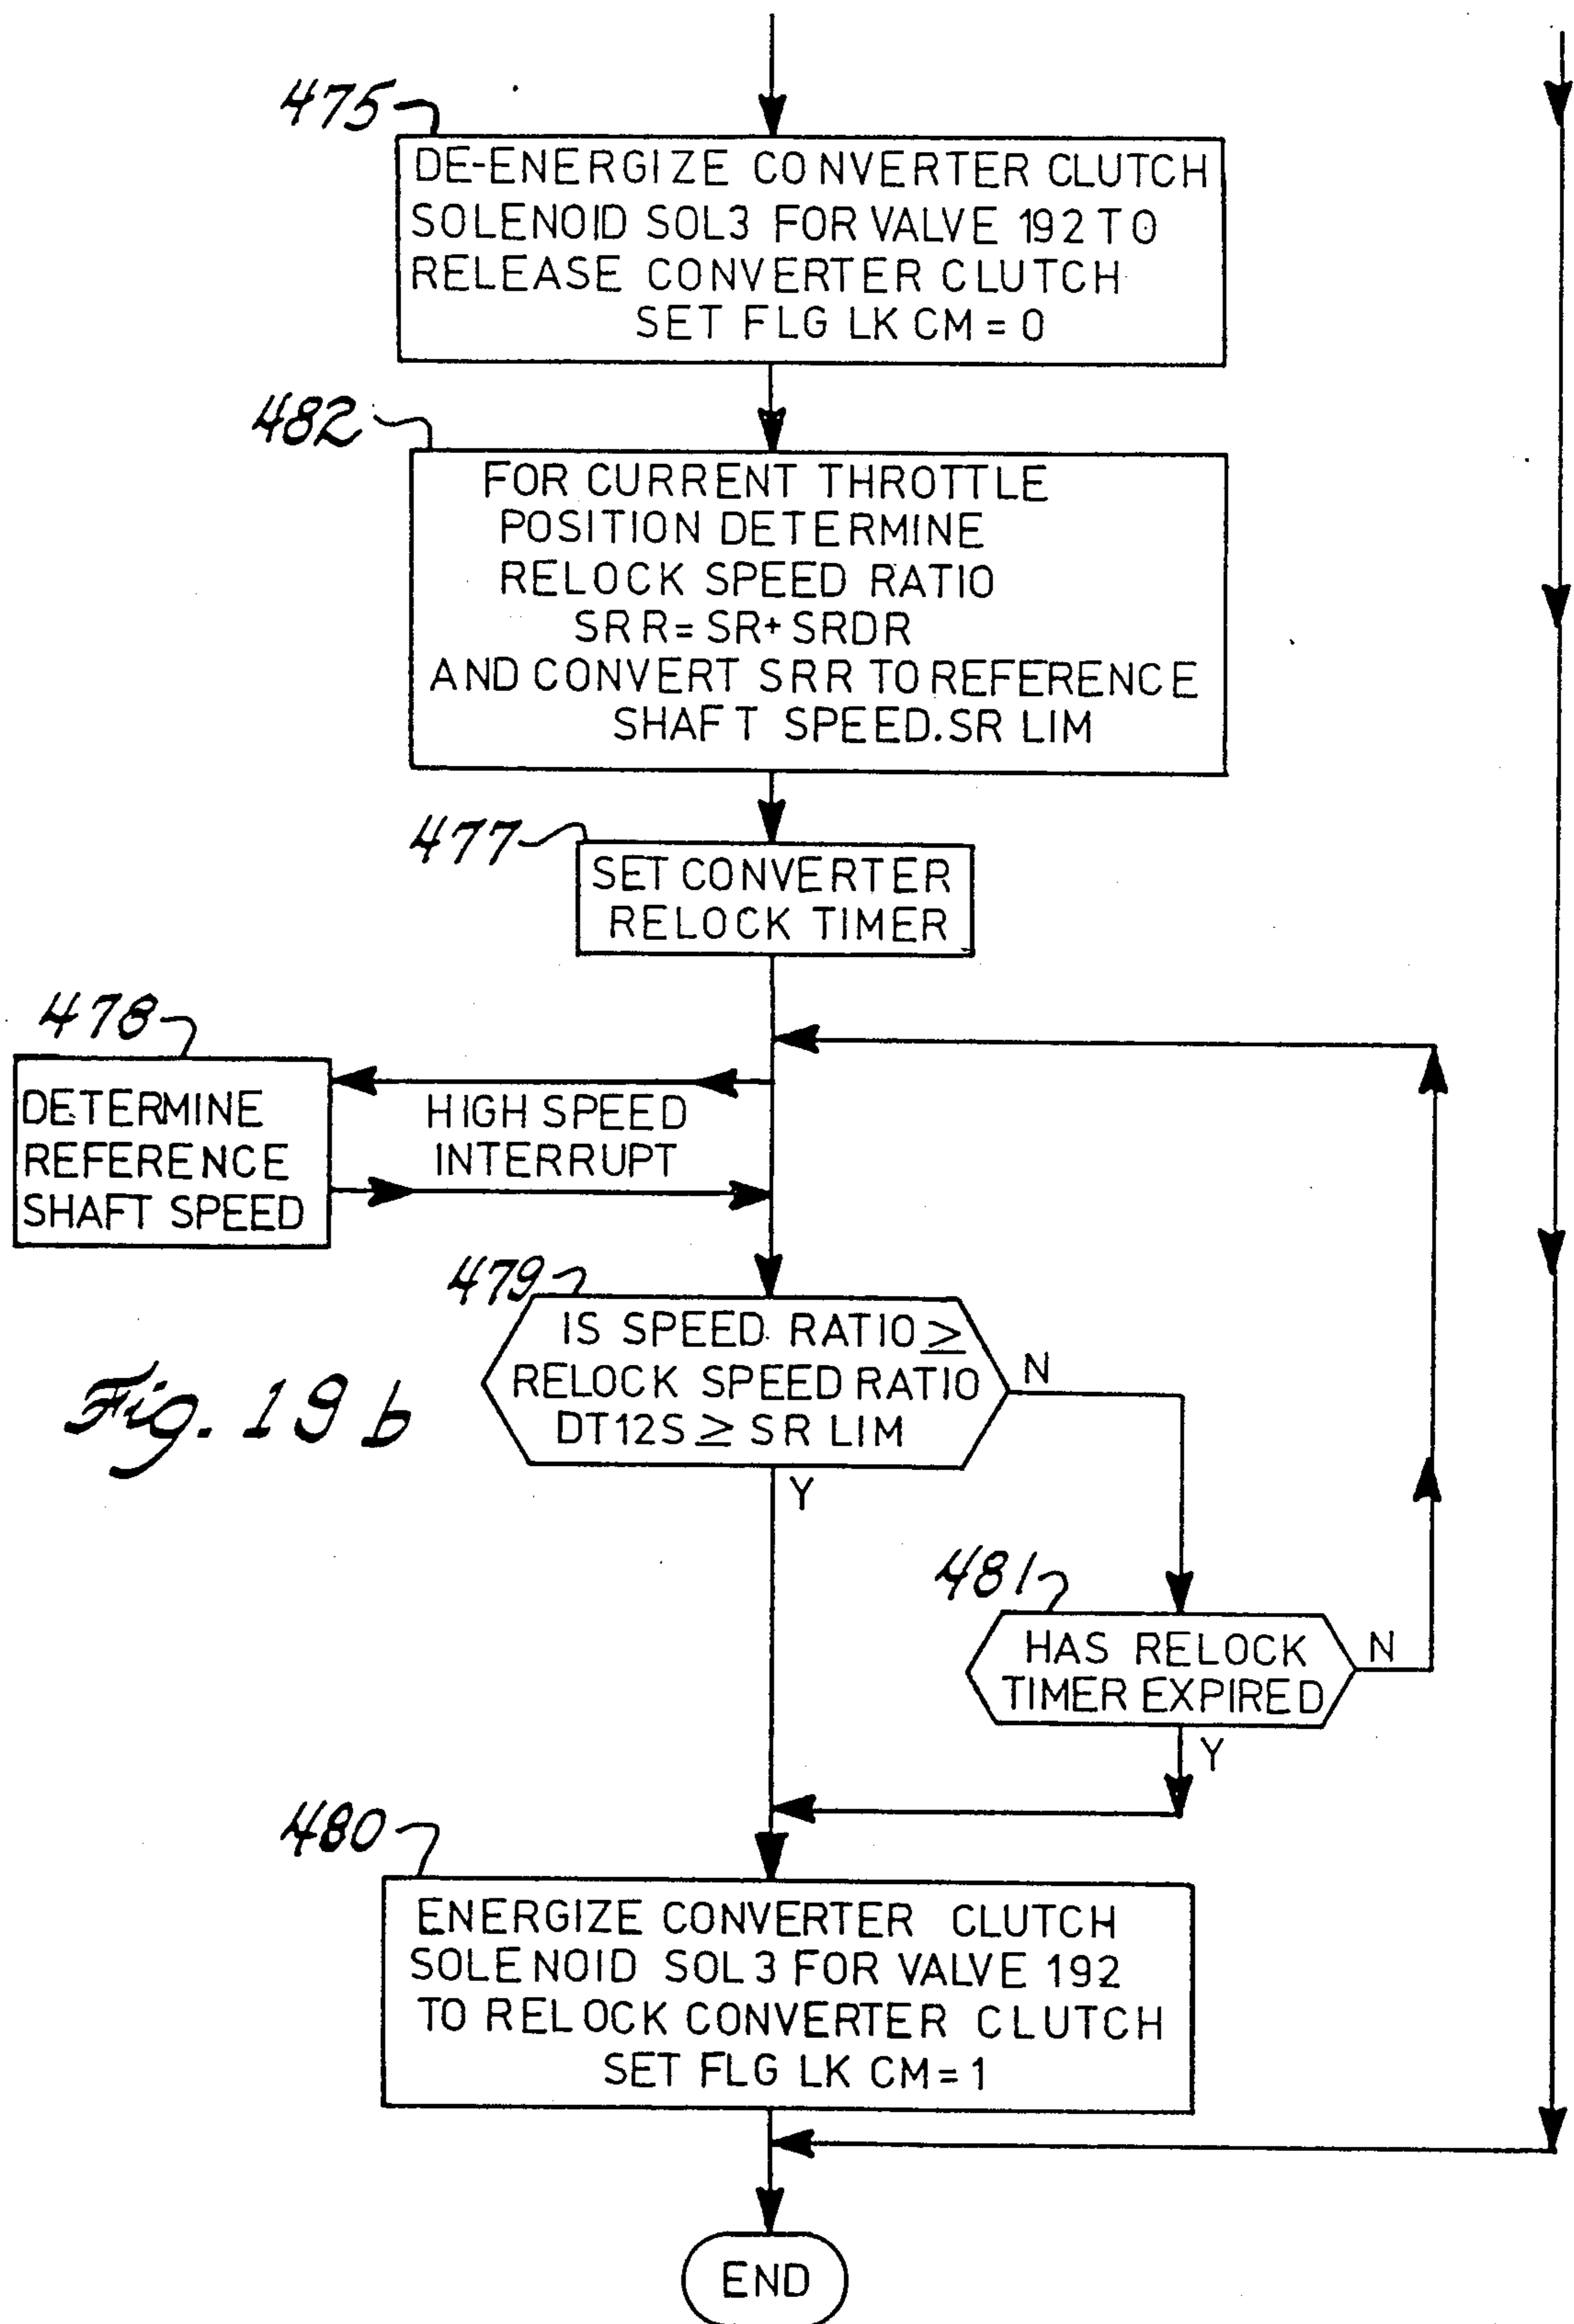 475
DE-ENERGIZE CONVERTER CLUTCH
SOLENOID SOL3 FOR VALVE 192 TO
RELEASE CONVERTER CLUTCH
SET FLG LK CM = 0
482
FOR CURRENT THROTTLE
POSITION DETERMINE
RELOCK SPEED RATIO
SRR = SR + SRDR
AND CONVERT SRR TO REFERENCE
SHAFT SPEED. SR LIM
477
SET CONVERTER
RELOCK TIMER
478
DETERMINE
REFERENCE
SHAFT SPEED
HIGH SPEED
INTERRUPT
479
IS SPEED RATIO ≥
RELOCK SPEED RATIO
DT12S ≥ SR LIM
N
Y
Fig. 19 b
481
HAS RELOCK
TIMER EXPIRED
N
Y
480
ENERGIZE CONVERTER CLUTCH
SOLENOID SOL3 FOR VALVE 192
TO RELOCK CONVERTER CLUTCH
SET FLG LK CM = 1
END